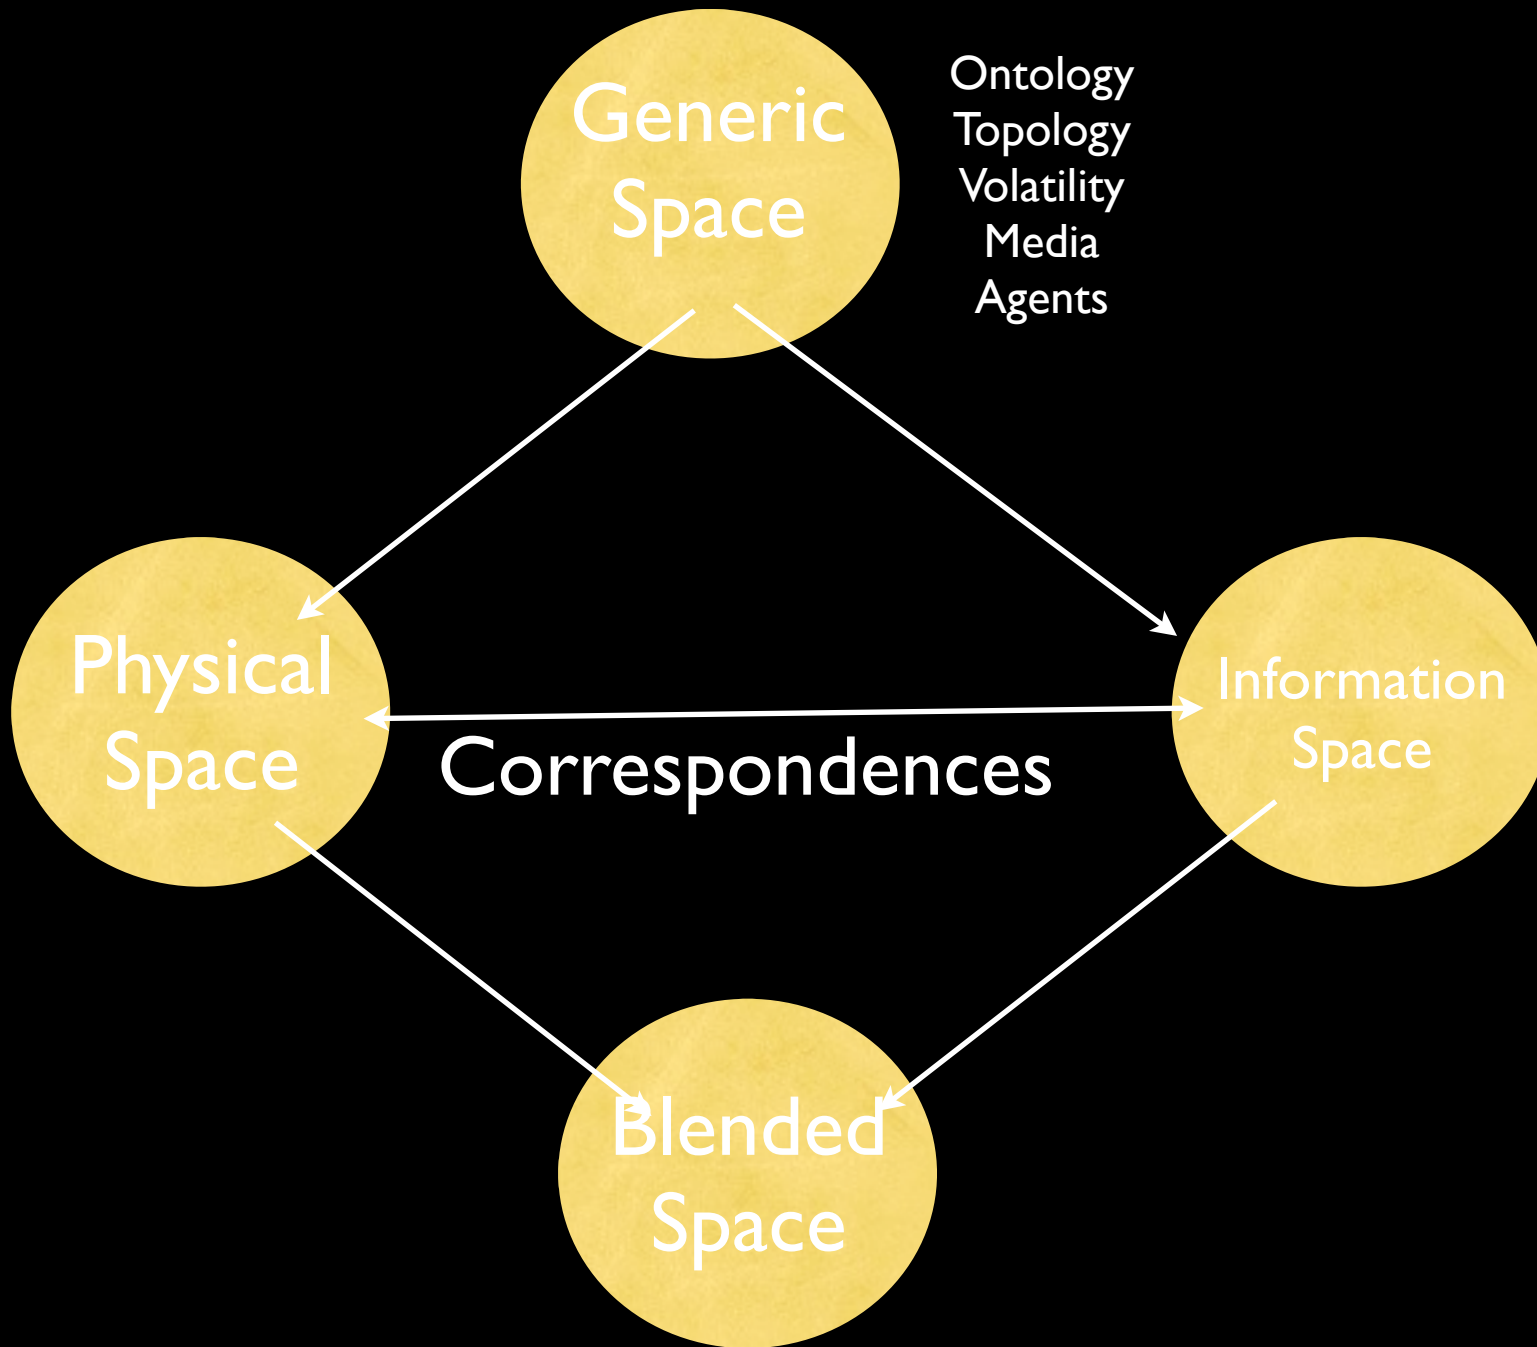 Generic
Space
Ontology
Topology
Volatility
Media
Agents
Physical
Space
Correspondences
Information
Space
Blended
Space